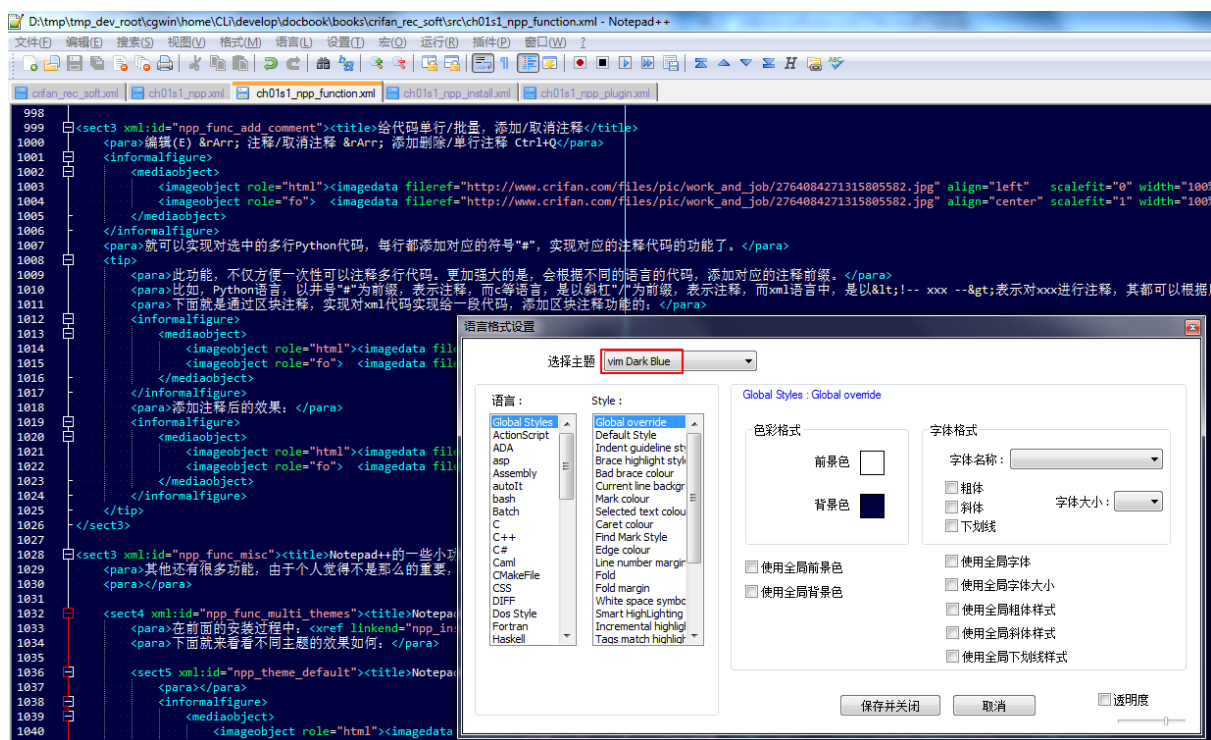 D:\tmp\tmp_dev_root\cgwin\home\CLi\develop\docbook\books\crifan_rec_soft\src\ch01s1_npp_function.xml - Notepad++
文件(F) 编辑(E) 搜索(S) 视图(V) 格式(M) 语言(L) 设置(T) 宏(O) 运行(R) 插件(P) 窗口(W) ?
crifan_rec_soft.xml ch01s1_npp.xml ch01s1_npp_function.xml ch01s1_npp_install.xml ch01s1_npp_plugin.xml
998
999 <sect3 xml:id="npp_func_add_comment"><title>给代码单行/批量，添加/取消注释</title>
1000 <para>编辑(E) &rArr; 注释/取消注释 &rArr; 添加删除/单行注释 Ctrl+Q</para>
1001 <informalfigure>
1002 <mediaobject>
1003 <imageobject role="html"><imagedata fileref="http://www.crifan.com/files/pic/work_and_job/2764084271315805582.jpg" align="left" scalefit="0" width="100%
1004 <imageobject role="fo"> <imagedata fileref="http://www.crifan.com/files/pic/work_and_job/2764084271315805582.jpg" align="center" scalefit="1" width="100%
1005 </mediaobject>
1006 </informalfigure>
1007 <para>就可以实现对选中的多行Python代码，每行都添加对应的符号"#"，实现对应的注释代码的功能了。</para>
1008 <tip>
1009 <para>此功能，不仅方便一次性可以注释多行代码。更加强大的是，会根据不同的语言的代码，添加对应的注释前缀。</para>
1010 <para>比如，Python语言，以井号"#"为前缀，表示注释，而c等语言，是以斜杠"/"为前缀，表示注释，而xml语言中，是以&lt;!-- xxx --&gt;表示对xxx进行注释，其都可以根据
1011 <para>下面就是通过区块注释，实现对xml代码实现给一段代码，添加区块注释功能的：</para>
1012 <informalfigure>
1013 <mediaobject>
1014 <imageobject role="html"><imagedata file
1015 <imageobject role="fo"> <imagedata file
1016 </mediaobject>
1017 </informalfigure>
1018 <para>添加注释后的效果：</para>
1019 <informalfigure>
1020 <mediaobject>
1021 <imageobject role="html"><imagedata file
1022 <imageobject role="fo"> <imagedata file
1023 </mediaobject>
1024 </informalfigure>
1025 </tip>
1026 </sect3>
1027
1028 <sect3 xml:id="npp_func_misc"><title>Notepad++的一些小功
1029 <para>其他还有很多功能，由于个人觉得不是那么的重要，
1030 <para></para>
1031
1032 <sect4 xml:id="npp_func_multi_themes"><title>Notepad
1033 <para>在前面的安装过程中：<xref linkend="npp_ins
1034 <para>下面就来看看不同主题的效果如何：</para>
1035
1036 <sect5 xml:id="npp_theme_default"><title>Notepad
1037 <para></para>
1038 <informalfigure>
1039 <mediaobject>
1040 <imageobject role="html"><imagedata
语言格式设置
选择主题 vim Dark Blue
语言： Style：
Global Styles
ActionScript
ADA
asp
Assembly
autoIt
bash
Batch
C
C++
C#
Caml
CMakeFile
CSS
DIFF
Dos Style
Fortran
Haskell
Global override
Default Style
Indent guideline sty
Brace highlight style
Bad brace colour
Current line backgr
Mark colour
Selected text colou
Caret colour
Find Mark Style
Edge colour
Line number margin
Fold
Fold margin
White space symbo
Smart HighLighting
Incremental highligl
Tags match highligh
Global Styles : Global override
色彩格式
前景色
背景色
字体格式
字体名称：
粗体
斜体
下划线
字体大小：
使用全局前景色
使用全局背景色
使用全局字体
使用全局字体大小
使用全局粗体样式
使用全局斜体样式
使用全局下划线样式
保存并关闭 取消 透明度